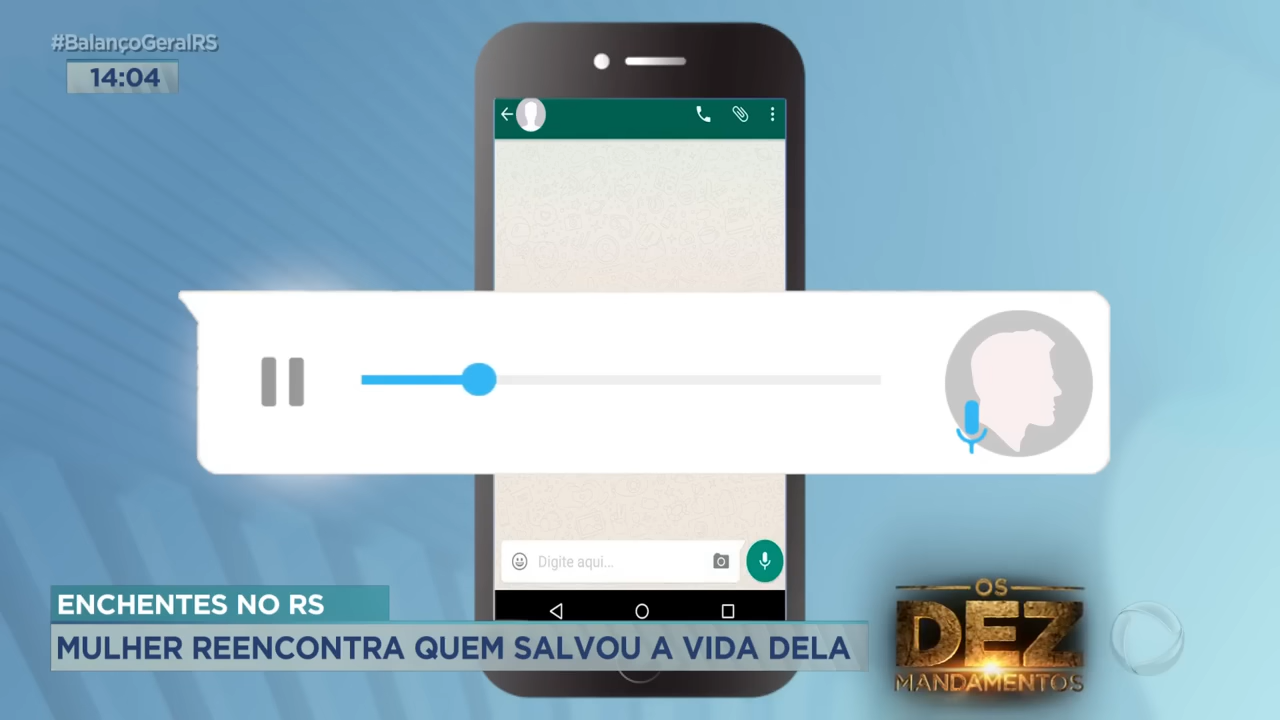 #BalançoGeralRS
14:04
Digite aqui...
ENCHENTES NO RS
MULHER REENCONTRA QUEM SALVOU A VIDA DELA
OS
DEZ
MANDAMENTOS